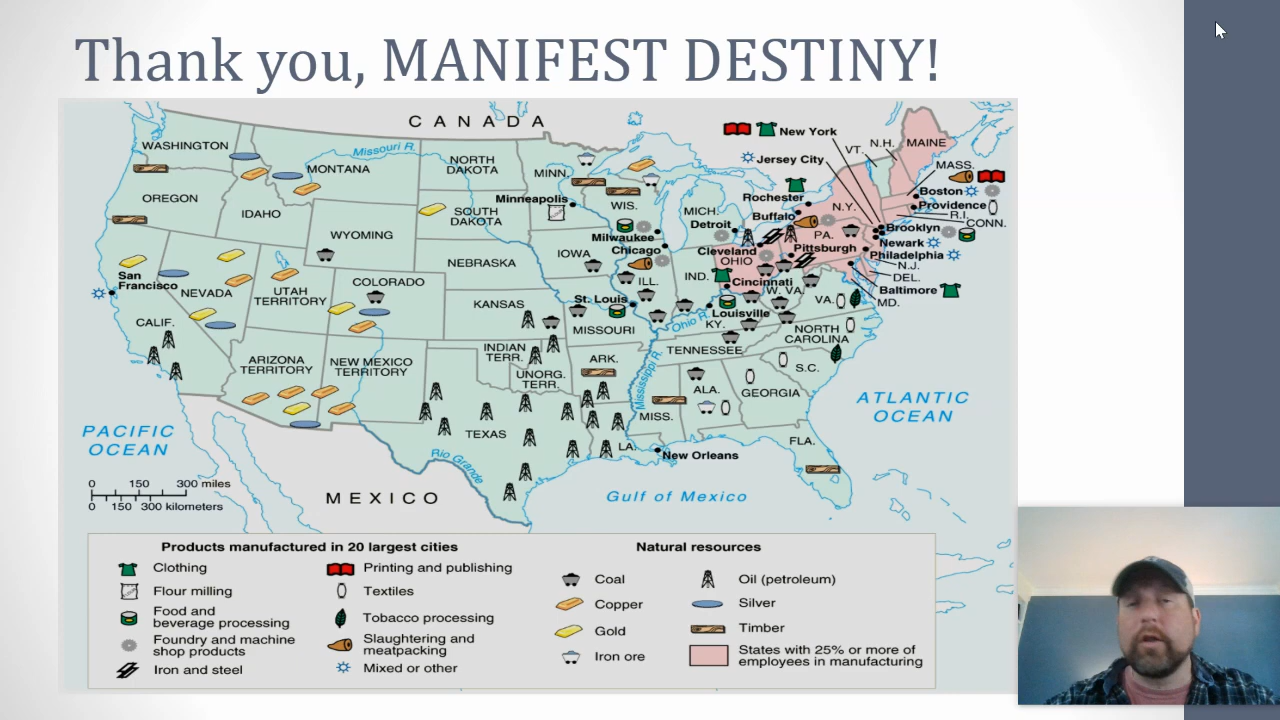 Thank you, MANIFEST DESTINY!
CANADA
WASHINGTON
Missouri R.
MONTANA
NORTH
DAKOTA
MINN.
OREGON
IDAHO
Minneapolis
SOUTH
DAKOTA
WIS.
MICH.
WYOMING
Milwaukee
Detroit
IOWA
Chicago
NEBRASKA
New York
VT.
N.H.
MAINE
Jersey City
MASS.
Boston
Rochester
Providence
N.Y.
R.I.
Buffalo
CONN.
Brooklyn
PA.
Newark
Cleveland
Pittsburgh
Philadelphia
OHIO
N.J.
DEL.
Baltimore
MD.
San
Francisco
NEVADA
UTAH
TERRITORY
COLORADO
ILL.
IND.
Cincinnati
W. VA.
VA.
KANSAS
St. Louis
MISSOURI
Ohio R.
Louisville
KY.
CALIF.
NORTH
CAROLINA
ARIZONA
TERRITORY
NEW MEXICO
TERRITORY
INDIAN
TERR.
UNORG.
TERR.
ARK.
TENNESSEE
Mississippi R.
S.C.
ALA.
GEORGIA
MISS.
ATLANTIC
OCEAN
PACIFIC
OCEAN
TEXAS
LA.
FLA.
New Orleans
Rio Grande
MEXICO
Gulf of Mexico
0 150 300 miles
0 150 300 kilometers
Products manufactured in 20 largest cities
Clothing
Flour milling
Food and
beverage processing
Foundry and machine
shop products
Iron and steel
Printing and publishing
Textiles
Tobacco processing
Slaughtering and
meatpacking
Mixed or other
Natural resources
Coal
Copper
Gold
Iron ore
Oil (petroleum)
Silver
Timber
States with 25% or more of
employees in manufacturing